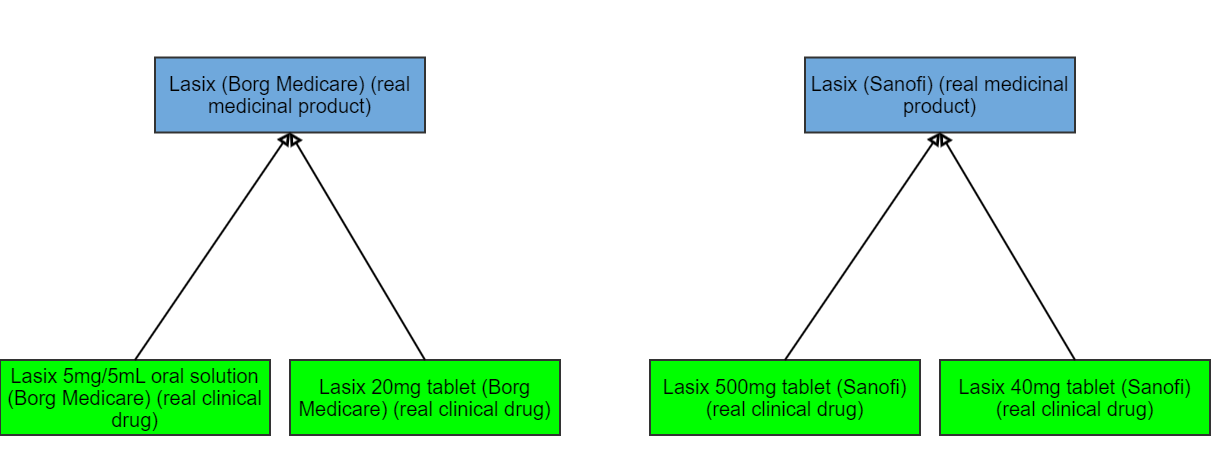 Lasix (Borg Medicare) (real
medicinal product)
Lasix (Sanofi) (real medicinal
product)
Lasix 5mg/5mL oral solution
(Borg Medicare) (real clinical
drug)
Lasix 20mg tablet (Borg
Medicare) (real clinical drug)
Lasix 500mg tablet (Sanofi)
(real clinical drug)
Lasix 40mg tablet (Sanofi)
(real clinical drug)